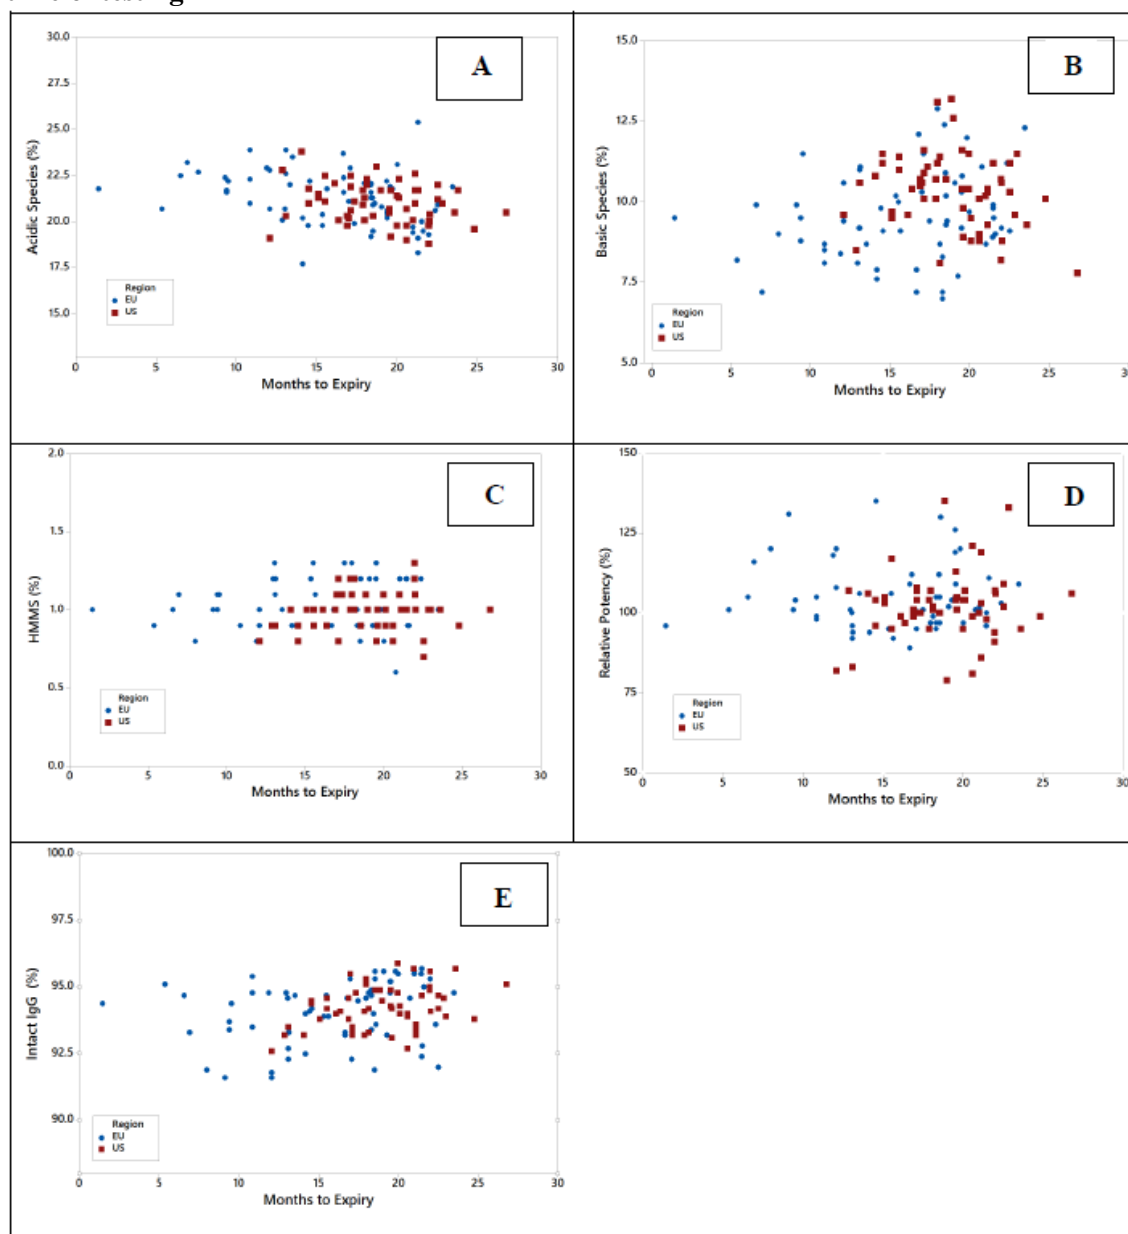 30.0
27.5
25.0
22.5
20.0
17.5
15.0
Acidic Species (%)
A
Region
EU
US
0 5 10 15 20 25 30
Months to Expiry
15.0
12.5
10.0
7.5
5.0
Basic Species (%)
B
Region
EU
US
0 5 10 15 20 25 30
Months to Expiry
2.0
1.5
1.0
0.5
0.0
HMMS (%)
C
Region
EU
US
0 5 10 15 20 25 30
Months to Expiry
150
125
100
75
50
Relative Potency (%)
D
Region
EU
US
0 5 10 15 20 25 30
Months to Expiry
100.0
97.5
95.0
92.5
90.0
Intact IgG (%)
E
Region
EU
US
0 5 10 15 20 25 30
Months to Expiry